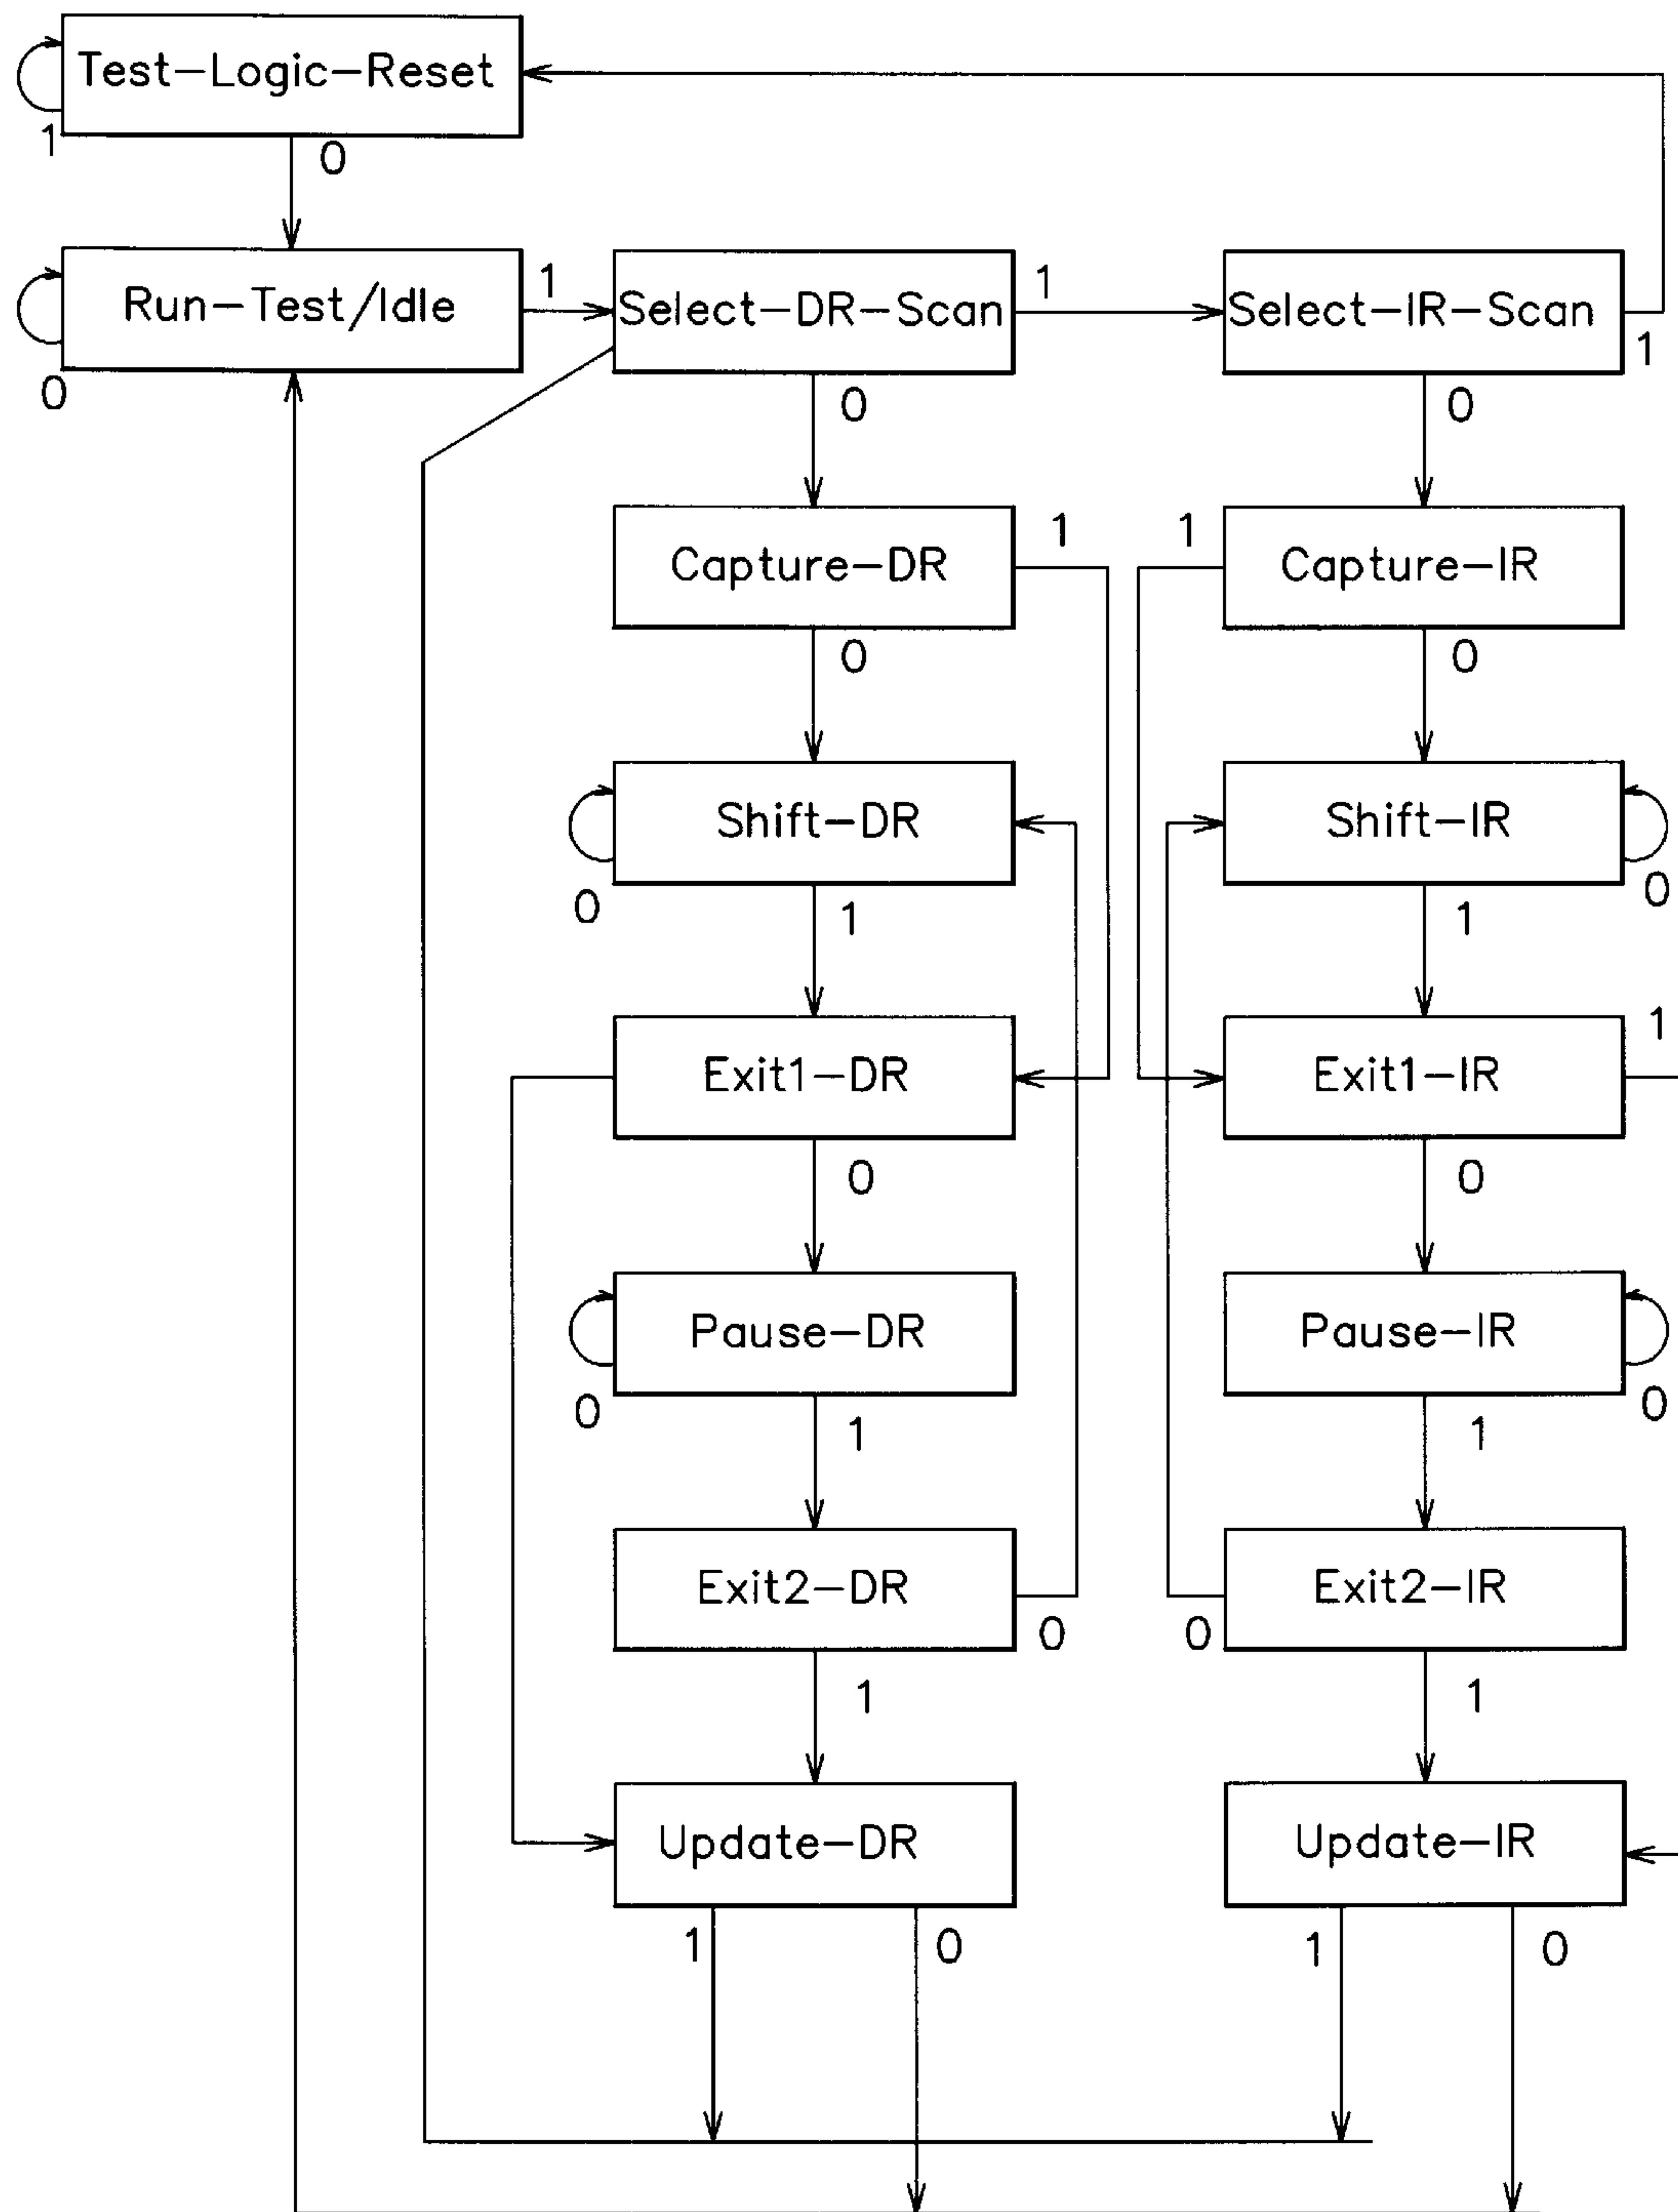 Test-Logic-Reset
1
0
Run-Test/Idle
1
Select-DR-Scan
1
Select-IR-Scan
1
0
0
0
Capture-DR
1
1
Capture-IR
0
0
Shift-DR
Shift-IR
0
0
1
1
Exit1-DR
Exit1-IR
1
0
0
Pause-DR
Pause-IR
0
0
1
1
Exit2-DR
Exit2-IR
0
0
1
1
Update-DR
Update-IR
1
0
1
0